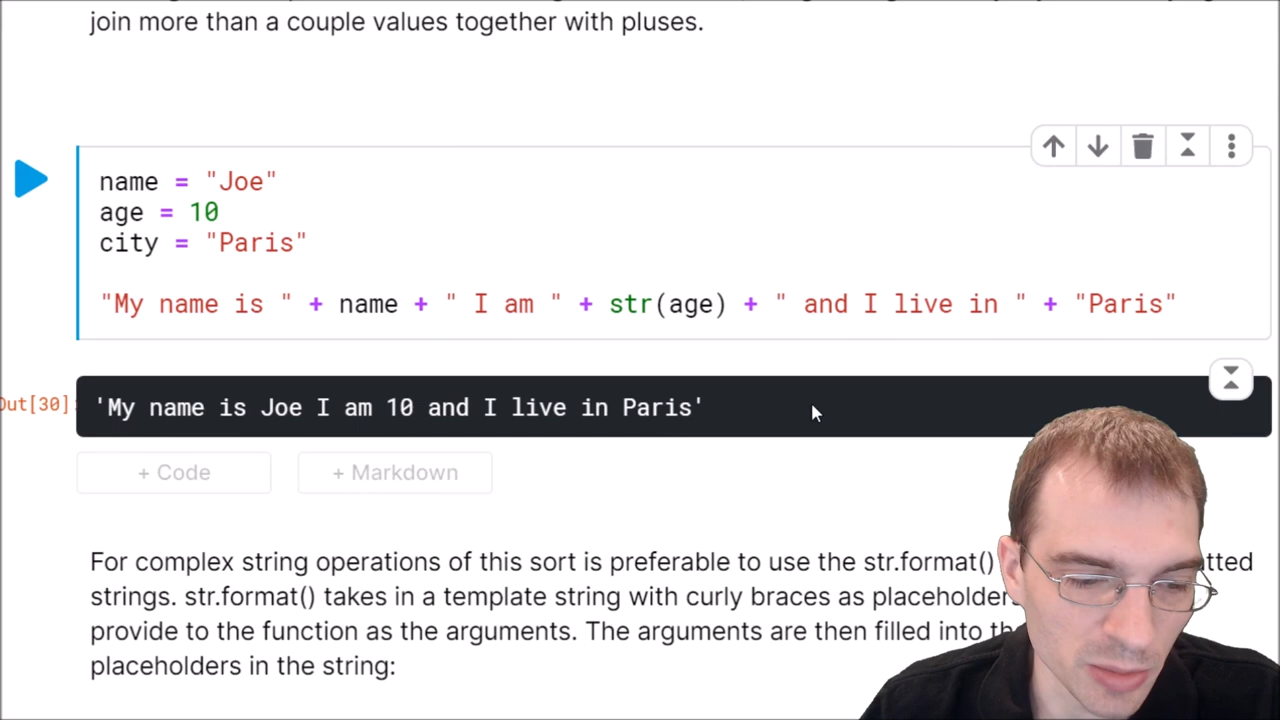 join more than a couple values together with pluses.
name = "Joe"
age = 10
city = "Paris"
"My name is " + name + " I am " + str(age) + " and I live in " + "Paris"
Out[30]:
'My name is Joe I am 10 and I live in Paris'
+ Code + Markdown
For complex string operations of this sort is preferable to use the str.format()
strings. str.format() takes in a template string with curly braces as
provide to the function as the arguments. The arguments are then filled into
placeholders in the string: